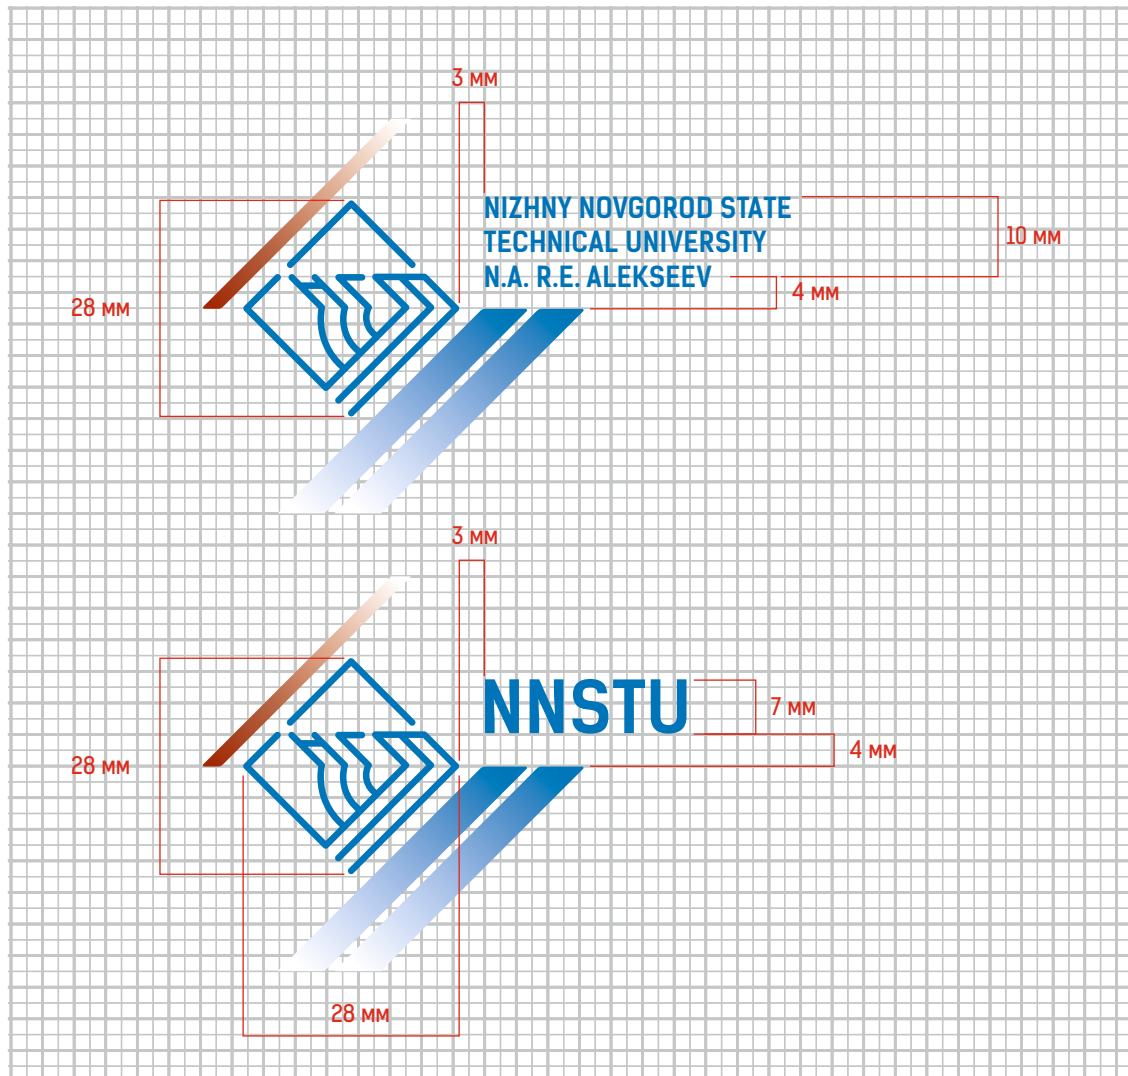 3 мм
NIZHNY NOVGOROD STATE
TECHNICAL UNIVERSITY
N.A. R.E. ALEKSEEV
10 мм
4 мм
28 мм
3 мм
NNSTU
7 мм
4 мм
28 мм
28 мм